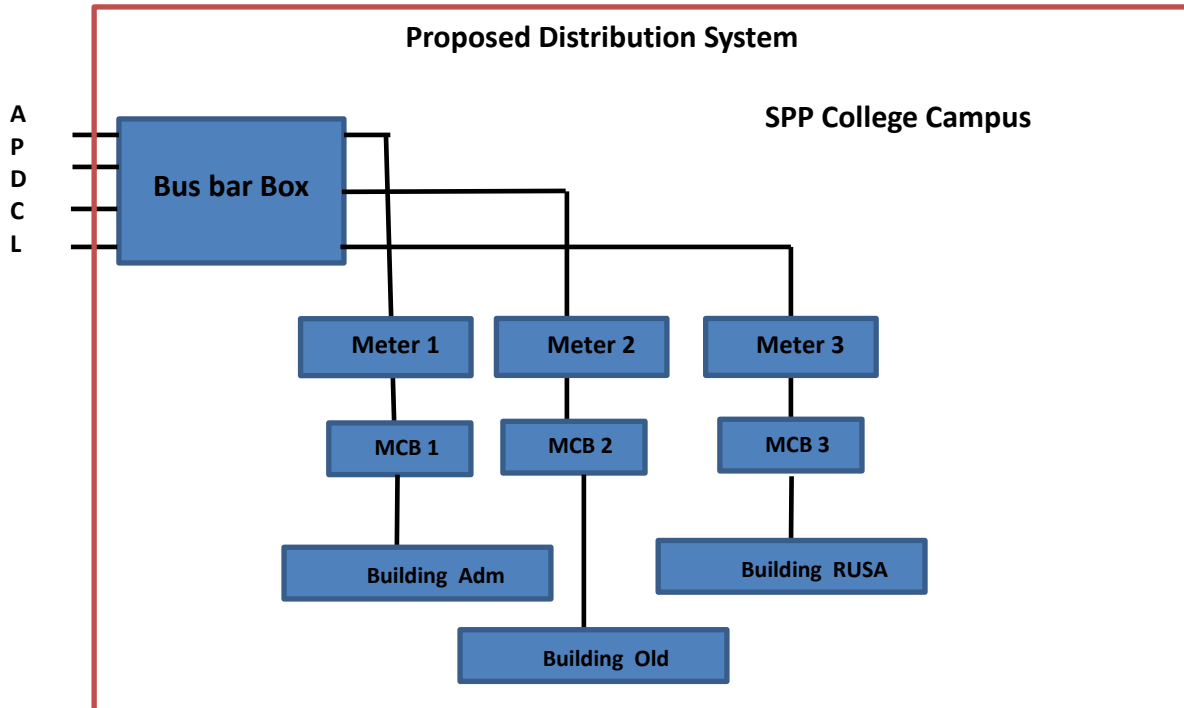 Proposed Distribution System
SPP College Campus
A
P
D
C
L
Bus bar Box
Meter 1
Meter 2
Meter 3
MCB 1
MCB 2
MCB 3
Building Adm
Building RUSA
Building Old